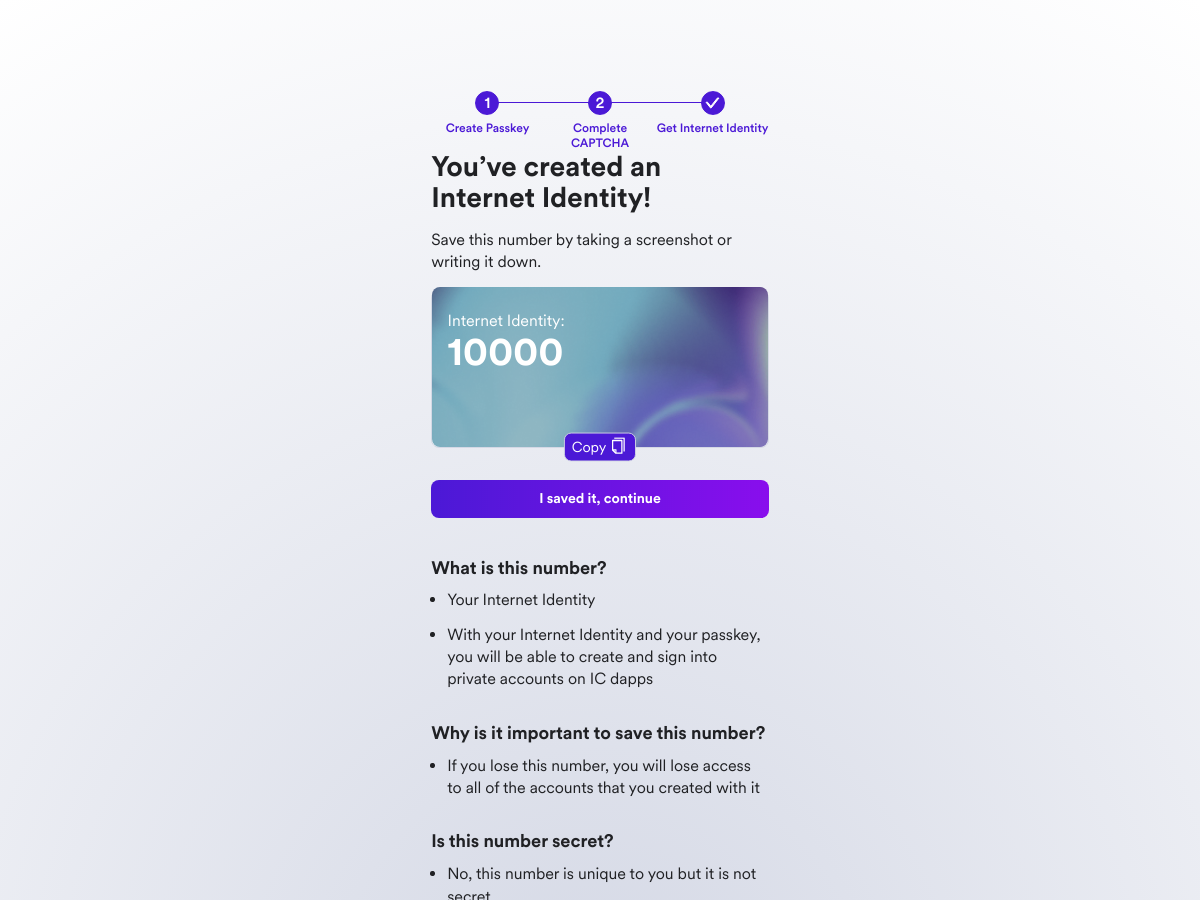 1
2
Create Passkey
Complete
CAPTCHA
Get Internet Identity
You’ve created an
Internet Identity!
Save this number by taking a screenshot or
writing it down.
Internet Identity:
10000
Copy
I saved it, continue
What is this number?
Your Internet Identity
With your Internet Identity and your passkey,
you will be able to create and sign into
private accounts on IC dapps
Why is it important to save this number?
If you lose this number, you will lose access
to all of the accounts that you created with it
Is this number secret?
No, this number is unique to you but it is not
secret